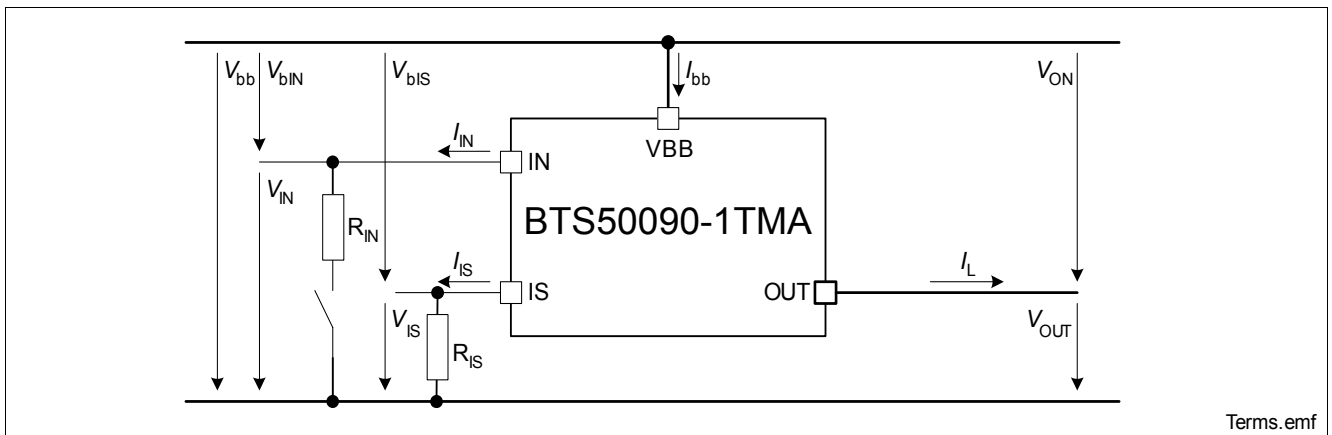 Vbb
VbIN
VbIS
Ibb
VON
IIN
IN
VBB
VIN
BTS50090-1TMA
RIN
IIS
IS
OUT
IL
VIS
RIS
VOUT
Terms.emf